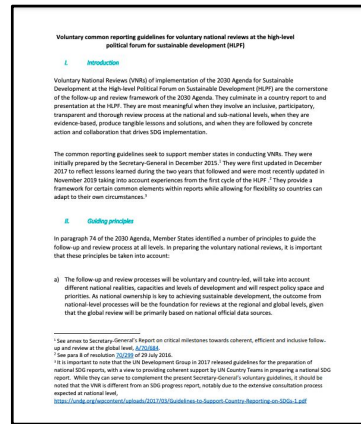 Voluntary common reporting guidelines for voluntary national reviews at the high-level
political forum for sustainable development (HLPF)
I. Introduction
Voluntary National Reviews (VNRs) of implementation of the 2030 Agenda for Sustainable
Development at the High-level Political Forum on Sustainable Development (HLPF) are the cornerstone
of the follow-up and review framework of the 2030 Agenda. They culminate in a country report to and
presentation at the HLPF. They are most meaningful when they involve an inclusive, participatory,
transparent and thorough review process at the national and sub-national levels, when they are
evidence-based, produce tangible lessons and solutions, and when they are followed by concrete
action and collaboration that drives SDG implementation.
The common reporting guidelines seek to support member states in conducting VNRs. They were
initially prepared by the Secretary-General in December 2015.¹ They were first updated in December
2017 to reflect lessons learned during the two years that followed and were most recently updated in
November 2019 taking into account experiences from the first cycle of the HLPF .² They provide a
framework for certain common elements within reports while allowing for flexibility so countries can
adapt to their own circumstances.³
II. Guiding principles
In paragraph 74 of the 2030 Agenda, Member States identified a number of principles to guide the
follow-up and review process at all levels. In preparing the voluntary national reviews, it is important
that these principles be taken into account:
a) The follow-up and review processes will be voluntary and country-led, will take into account
different national realities, capacities and levels of development and will respect policy space and
priorities. As national ownership is key to achieving sustainable development, the outcome from
national-level processes will be the foundation for reviews at the regional and global levels, given
that the global review will be primarily based on national official data sources.
¹ See annex to Secretary-General's Report on critical milestones towards coherent, efficient and inclusive follow-
up and review at the global level, A/70/684.
² See para 8 of resolution 70/299 of 29 July 2016.
³ It is important to note that the UN Development Group in 2017 released guidelines for the preparation of
national SDG reports, with a view to providing coherent support by UN Country Teams in preparing a national SDG
report. While they can serve to complement the present Secretary-General's voluntary guidelines, it should be
noted that the VNR is different from an SDG progress report, notably due to the extensive consultation process
expected at national level,
https://undg.org/wpcontent/uploads/2017/03/Guidelines-to-Support-Country-Reporting-on-SDGs-1.pdf